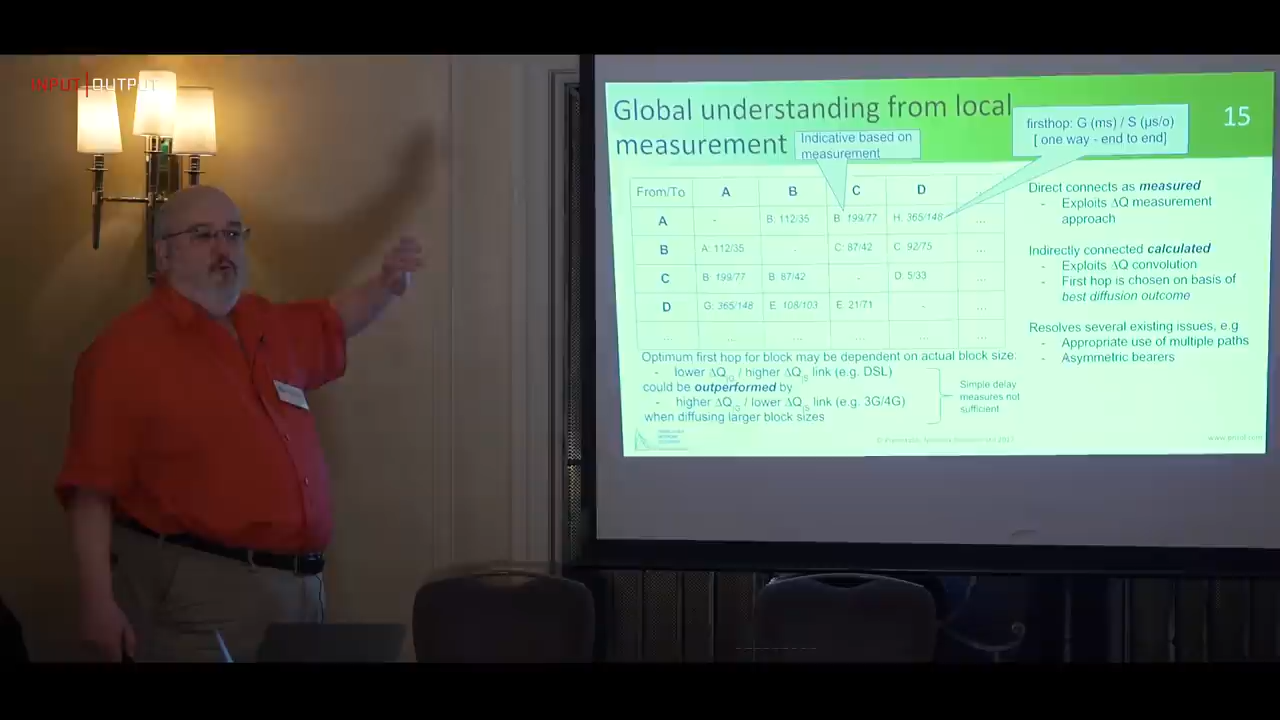 INPUT|OUTPUT
Global understanding from local
measurement
15
Indicative based on
measurement
firsthop: G (ms) / S (µs/o)
[ one way - end to end]
From/To A B C D ...
A - B: 112/35 B: 199/77 H: 365/148 ...
B A: 112/35 - C: 87/42 C: 92/75 ...
C B: 199/77 B: 87/42 - D: 5/33 ...
D G: 365/148 E: 108/103 E: 21/71 - ...
... ... ... ... ... ...
Direct connects as measured
- Exploits ΔQ measurement
approach
Indirectly connected calculated
- Exploits ΔQ convolution
- First hop is chosen on basis of
best diffusion outcome
Resolves several existing issues, e.g
- Appropriate use of multiple paths
- Asymmetric bearers
Optimum first hop for block may be dependent on actual block size:
- lower ΔQ|G / higher ΔQ|S link (e.g. DSL)
could be outperformed by
- higher ΔQ|G / lower ΔQ|S link (e.g. 3G/4G)
when diffusing larger block sizes
Simple delay
measures not
sufficient
www.pnsol.com